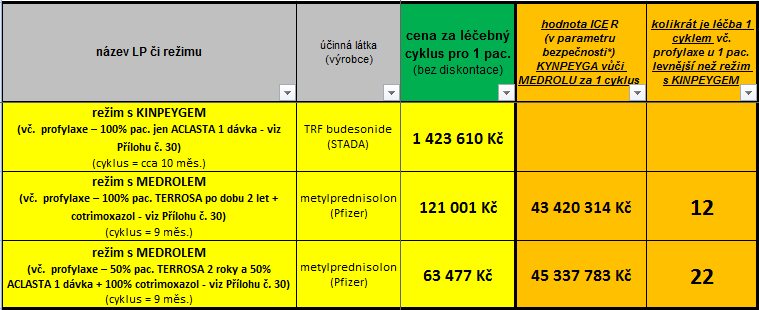 název LP či režimu
účinná látka
(výrobce)
cena za léčebný
cyklus pro 1 pac.
(bez diskontace)
hodnota ICER
(v parametru
bezpečnosti*)
KYNPEYGA vůči
MEDROLU za 1 cyklus
kolikrát je léčba 1
cyklem vč.
profylaxe u 1 pac.
levnější než režim
s KINPEYGEM
režim s KINPEYGEM
(vč. profylaxe – 100% pac. jen ACLASTA 1 dávka - viz
Přílohu č. 30)
(cyklus = cca 10 měs.)
TRF budesonide
(STADA)
1 423 610 Kč
režim s MEDROLEM
(vč. profylaxe – 100% pac. TERROSA po dobu 2 let +
cotrimoxazol - viz Přílohu č. 30)
(cyklus = 9 měs.)
metylprednisolon
(Pfizer)
121 001 Kč
43 420 314 Kč
12
režim s MEDROLEM
(vč. profylaxe – 50% pac. TERROSA 2 roky a 50%
ACLASTA 1 dávka + 100% cotrimoxazol - viz Přílohu č. 30)
(cyklus = 9 měs.)
metylprednisolon
(Pfizer)
63 477 Kč
45 337 783 Kč
22